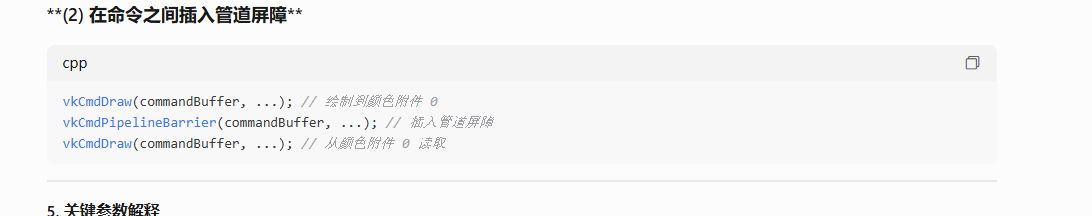 **(2) 在命令之间插入管道屏障**
cpp
vkCmdDraw(commandBuffer, ...); // 绘制到颜色附件 0
vkCmdPipelineBarrier(commandBuffer, ...); // 插入管道屏障
vkCmdDraw(commandBuffer, ...); // 从颜色附件 0 读取
5. 关键参数解释